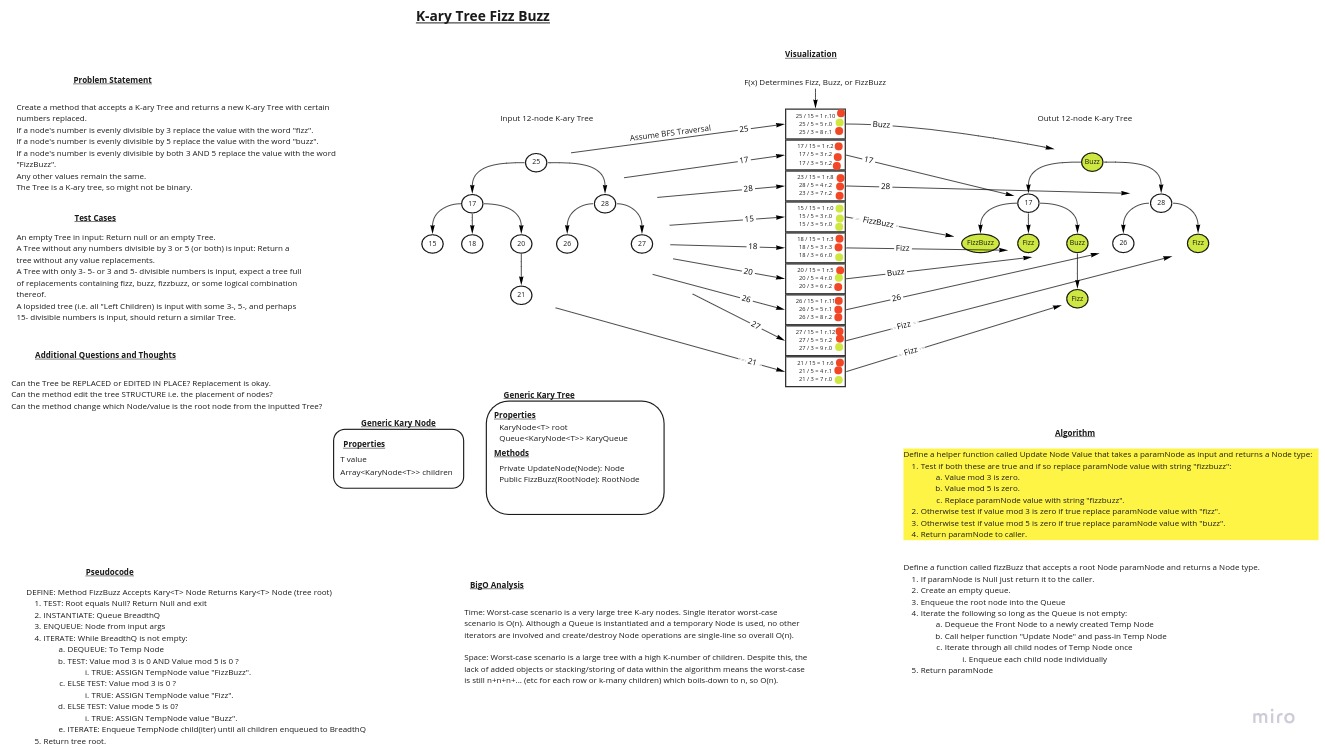 K-ary Tree Fizz Buzz
Problem Statement
Create a method that accepts a K-ary Tree and returns a new K-ary Tree with certain
numbers replaced.
If a node's number is evenly divisible by 3 replace the value with the word "fizz".
If a node's number is evenly divisible by 5 replace the value with the word "buzz".
If a node's number is evenly divisible by both 3 AND 5 replace the value with the word
"FizzBuzz".
Any other values remain the same.
The Tree is a K-ary tree, so might not be binary.
Test Cases
An empty Tree in input: Return null or an empty Tree.
A Tree without any numbers divisible by 3 or 5 (or both) is input: Return a
tree without any value replacements.
A Tree with only 3- 5- or 3 and 5- divisible numbers is input, expect a tree full
of replacements containing fizz, buzz, fizzbuzz, or some logical combination
thereof.
A lopsided tree (i.e. all "Left Children) is input with some 3-, 5-, and perhaps
15- divisible numbers is input, should return a similar Tree.
Additional Questions and Thoughts
Can the Tree be REPLACED or EDITED IN PLACE? Replacement is okay.
Can the method edit the tree STRUCTURE i.e. the placement of nodes?
Can the method change which Node/value is the root node from the inputted Tree?
Input 12-node K-ary Tree
25
17
28
15
18
20
26
27
21
Visualization
F(x) Determines Fizz, Buzz, or FizzBuzz
Assume BFS Traversal
25
17
28
15
18
20
26
27
21
25 / 15 = 1 r.10
25 / 5 = 5 r.0
25 / 3 = 8 r.1
17 / 15 = 1 r.2
17 / 5 = 3 r.2
17 / 3 = 5 r.2
23 / 15 = 1 r.8
28 / 5 = 4 r.2
23 / 3 = 7 r.2
15 / 15 = 1 r.0
15 / 5 = 3 r.0
15 / 3 = 5 r.0
18 / 15 = 1 r.3
18 / 5 = 3 r.3
18 / 3 = 6 r.0
20 / 15 = 1 r.5
20 / 5 = 4 r.0
20 / 3 = 6 r.2
26 / 15 = 1 r.11
26 / 5 = 5 r.1
26 / 3 = 8 r.2
27 / 15 = 1 r.12
27 / 5 = 5 r.2
27 / 3 = 9 r.0
21 / 15 = 1 r.6
21 / 5 = 4 r.1
21 / 3 = 7 r.0
Buzz
17
28
FizzBuzz
Fizz
Buzz
26
Fizz
Fizz
Outut 12-node K-ary Tree
Buzz
17
28
FizzBuzz
Fizz
Buzz
26
Fizz
Fizz
Generic Kary Node
Properties
T value
Array<KaryNode<T>> children
Generic Kary Tree
Properties
KaryNode<T> root
Queue<KaryNode<T>> KaryQueue
Methods
Private UpdateNode(Node): Node
Public FizzBuzz(RootNode): RootNode
Algorithm
Define a helper function called Update Node Value that takes a paramNode as input and returns a Node type:
1. Test if both these are true and if so replace paramNode value with string "fizzbuzz":
a. Value mod 3 is zero.
b. Value mod 5 is zero.
c. Replace paramNode value with string "fizzbuzz".
2. Otherwise test if value mod 3 is zero if true replace paramNode value with "fizz".
3. Otherwise test if value mod 5 is zero if true replace paramNode value with "buzz".
4. Return paramNode to caller.
Define a function called fizzBuzz that accepts a root Node paramNode and returns a Node type.
1. If paramNode is Null just return it to the caller.
2. Create an empty queue.
3. Enqueue the root node into the Queue
4. Iterate the following so long as the Queue is not empty:
a. Dequeue the Front Node to a newly created Temp Node
b. Call helper function "Update Node" and pass-in Temp Node
c. Iterate through all child nodes of Temp Node once
i. Enqueue each child node individually
5. Return paramNode
Pseudocode
DEFINE: Method FizzBuzz Accepts Kary<T> Node Returns Kary<T> Node (tree root)
1. TEST: Root equals Null? Return Null and exit
2. INSTANTIATE: Queue BreadthQ
3. ENQUEUE: Node from input args
4. ITERATE: While BreadthQ is not empty:
a. DEQUEUE: To Temp Node
b. TEST: Value mod 3 is 0 AND Value mod 5 is 0 ?
i. TRUE: ASSIGN TempNode value "FizzBuzz".
c. ELSE TEST: Value mod 3 is 0 ?
i. TRUE: ASSIGN TempNode value "Fizz".
d. ELSE TEST: Value mode 5 is 0?
i. TRUE: ASSIGN TempNode value "Buzz".
e. ITERATE: Enqueue TempNode child(iter) until all children enqueued to BreadthQ
5. Return tree root.
BigO Analysis
Time: Worst-case scenario is a very large tree K-ary nodes. Single iterator worst-case
scenario is O(n). Although a Queue is instantiated and a temporary Node is used, no other
iterators are involved and create/destroy Node operations are single-line so overall O(n).
Space: Worst-case scenario is a large tree with a high K-number of children. Despite this, the
lack of added objects or stacking/storing of data within the algorithm means the worst-case
is still n+n+n+... (etc for each row or k-many children) which boils-down to n, so O(n).
miro